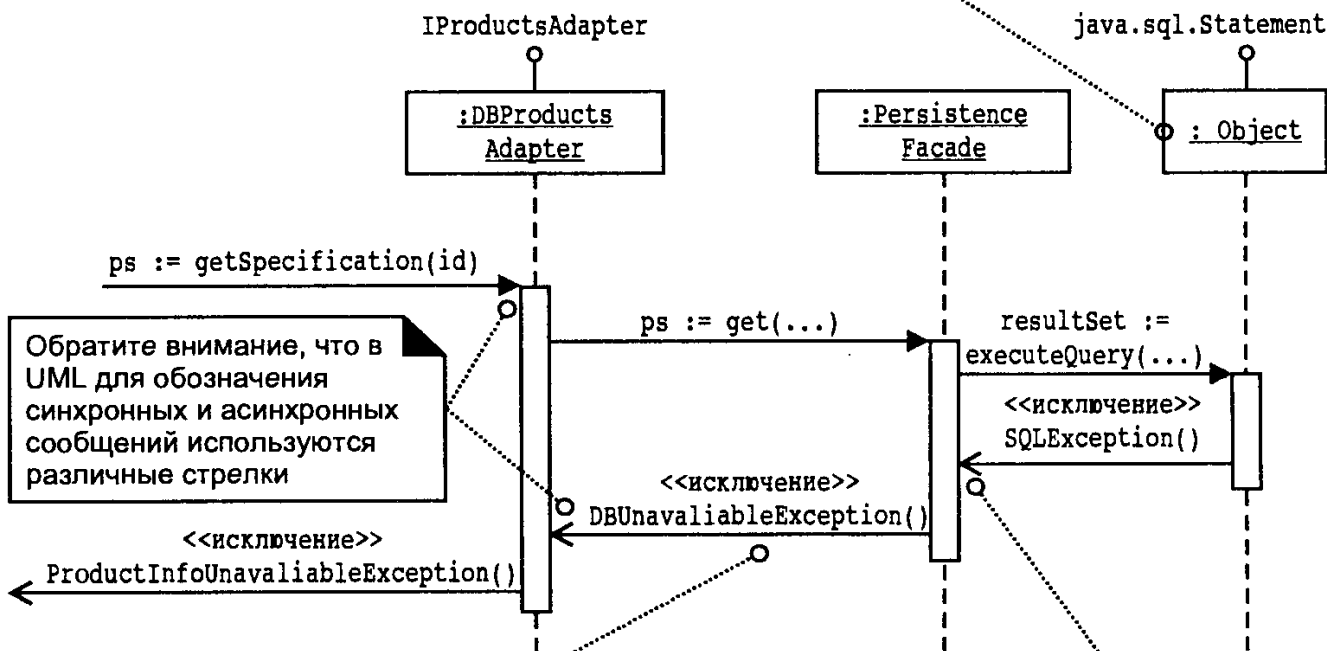 IProductsAdapter
java.sql.Statement
:DBProducts
Adapter
:Persistence
Facade
: Object
ps := getSpecification(id)
ps := get(...)
resultSet :=
executeQuery(...)
Обратите внимание, что в
UML для обозначения
синхронных и асинхронных
сообщений используются
различные стрелки
<<исключение>>
SQLException()
<<исключение>>
DBUnavaliableException()
<<исключение>>
ProductInfoUnavaliableException()